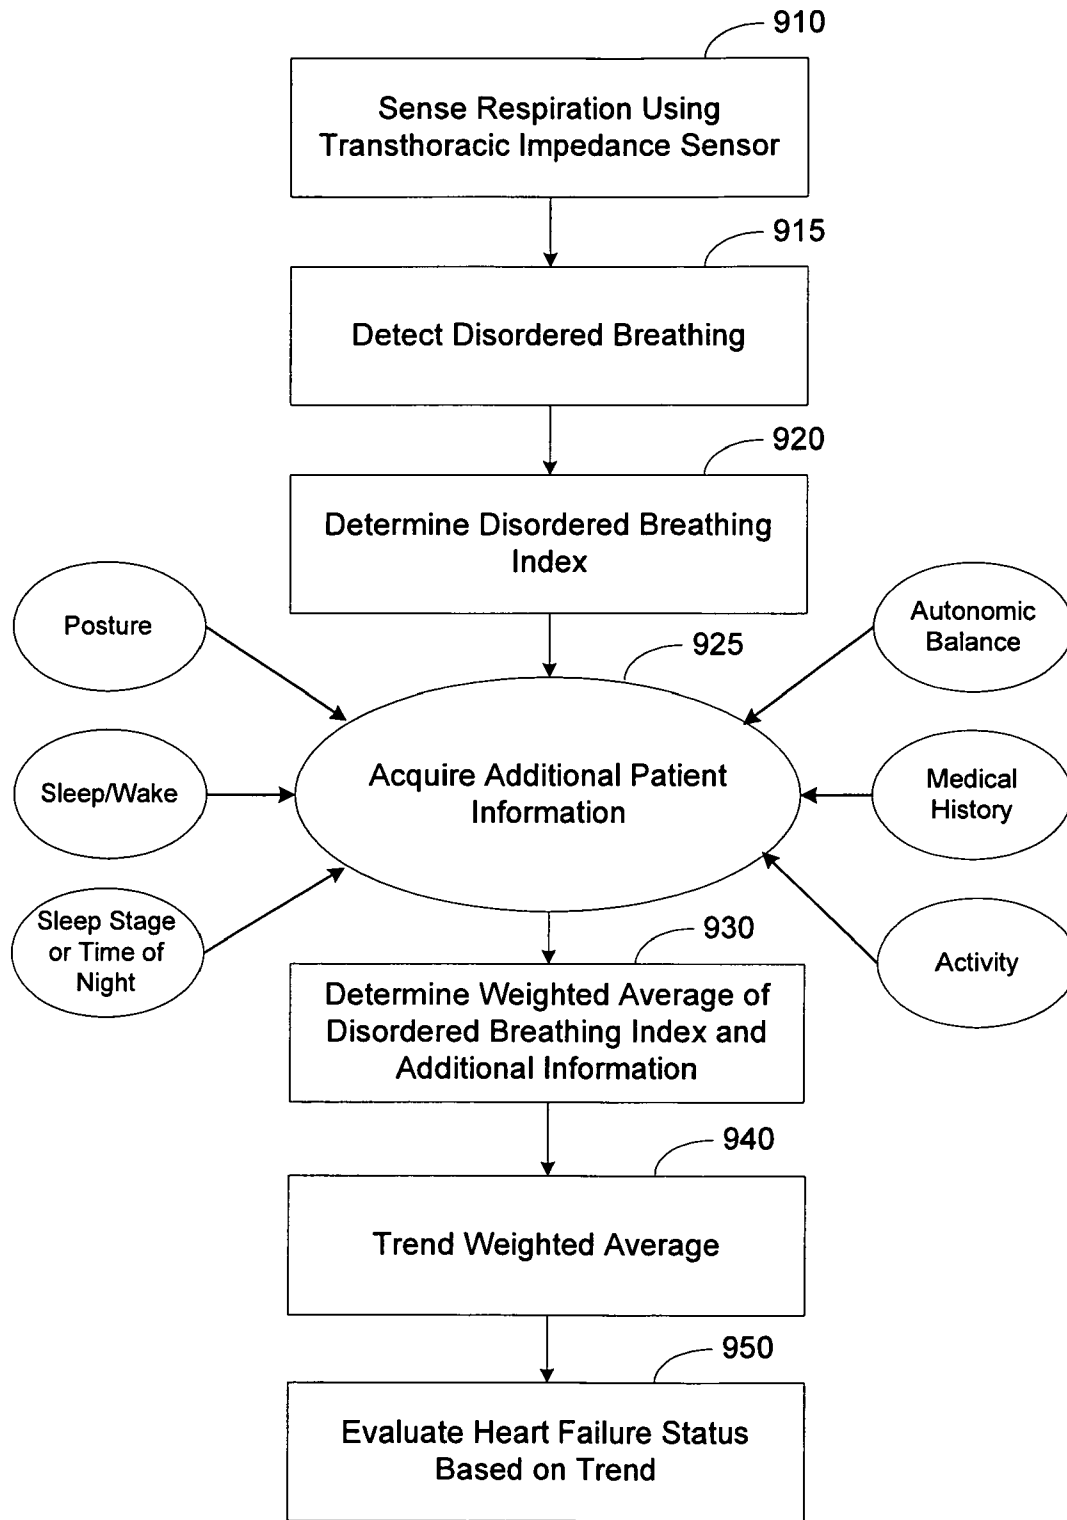 910
Sense Respiration Using
Transthoracic Impedance Sensor
915
Detect Disordered Breathing
920
Determine Disordered Breathing
Index
Posture
Autonomic
Balance
925
Acquire Additional Patient
Information
Sleep/Wake
Medical
History
Sleep Stage
or Time of
Night
Activity
930
Determine Weighted Average of
Disordered Breathing Index and
Additional Information
940
Trend Weighted Average
950
Evaluate Heart Failure Status
Based on Trend